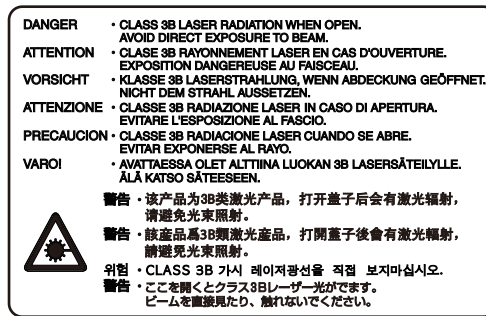 DANGER · CLASS 3B LASER RADIATION WHEN OPEN.
AVOID DIRECT EXPOSURE TO BEAM.
ATTENTION · CLASE 3B RAYONNEMENT LASER EN CAS D'OUVERTURE.
EXPOSITION DANGEREUSE AU FAISCEAU.
VORSICHT · KLASSE 3B LASERSTRAHLUNG, WENN ABDECKUNG GEÖFFNET.
NICHT DEM STRAHL AUSSETZEN.
ATTENZIONE · CLASSE 3B RADIAZIONE LASER IN CASO DI APERTURA.
EVITARE L'ESPOSIZIONE AL FASCIO.
PRECAUCION · CLASSE 3B RADIACIONE LASER CUANDO SE ABRE.
EVITAR EXPONERSE AL RAYO.
VARO! · AVATTAESSA OLET ALTTIINA LUOKAN 3B LASERSÄTEILYLLE.
ÄLÄ KATSO SÄTEESEEN.
警告 · 该产品为3B类激光产品，打开盖子后会有激光辐射，
请避免光束照射。
警告 · 該産品爲3B類激光産品，打開蓋子後會有激光輻射，
請避免光束照射。
위험 · CLASS 3B 가시 레이저광선을 직접 보지마십시오.
警告 · ここを開くとクラス3Bレーザー光がでます。
ビームを直接見たり、触れないでください。